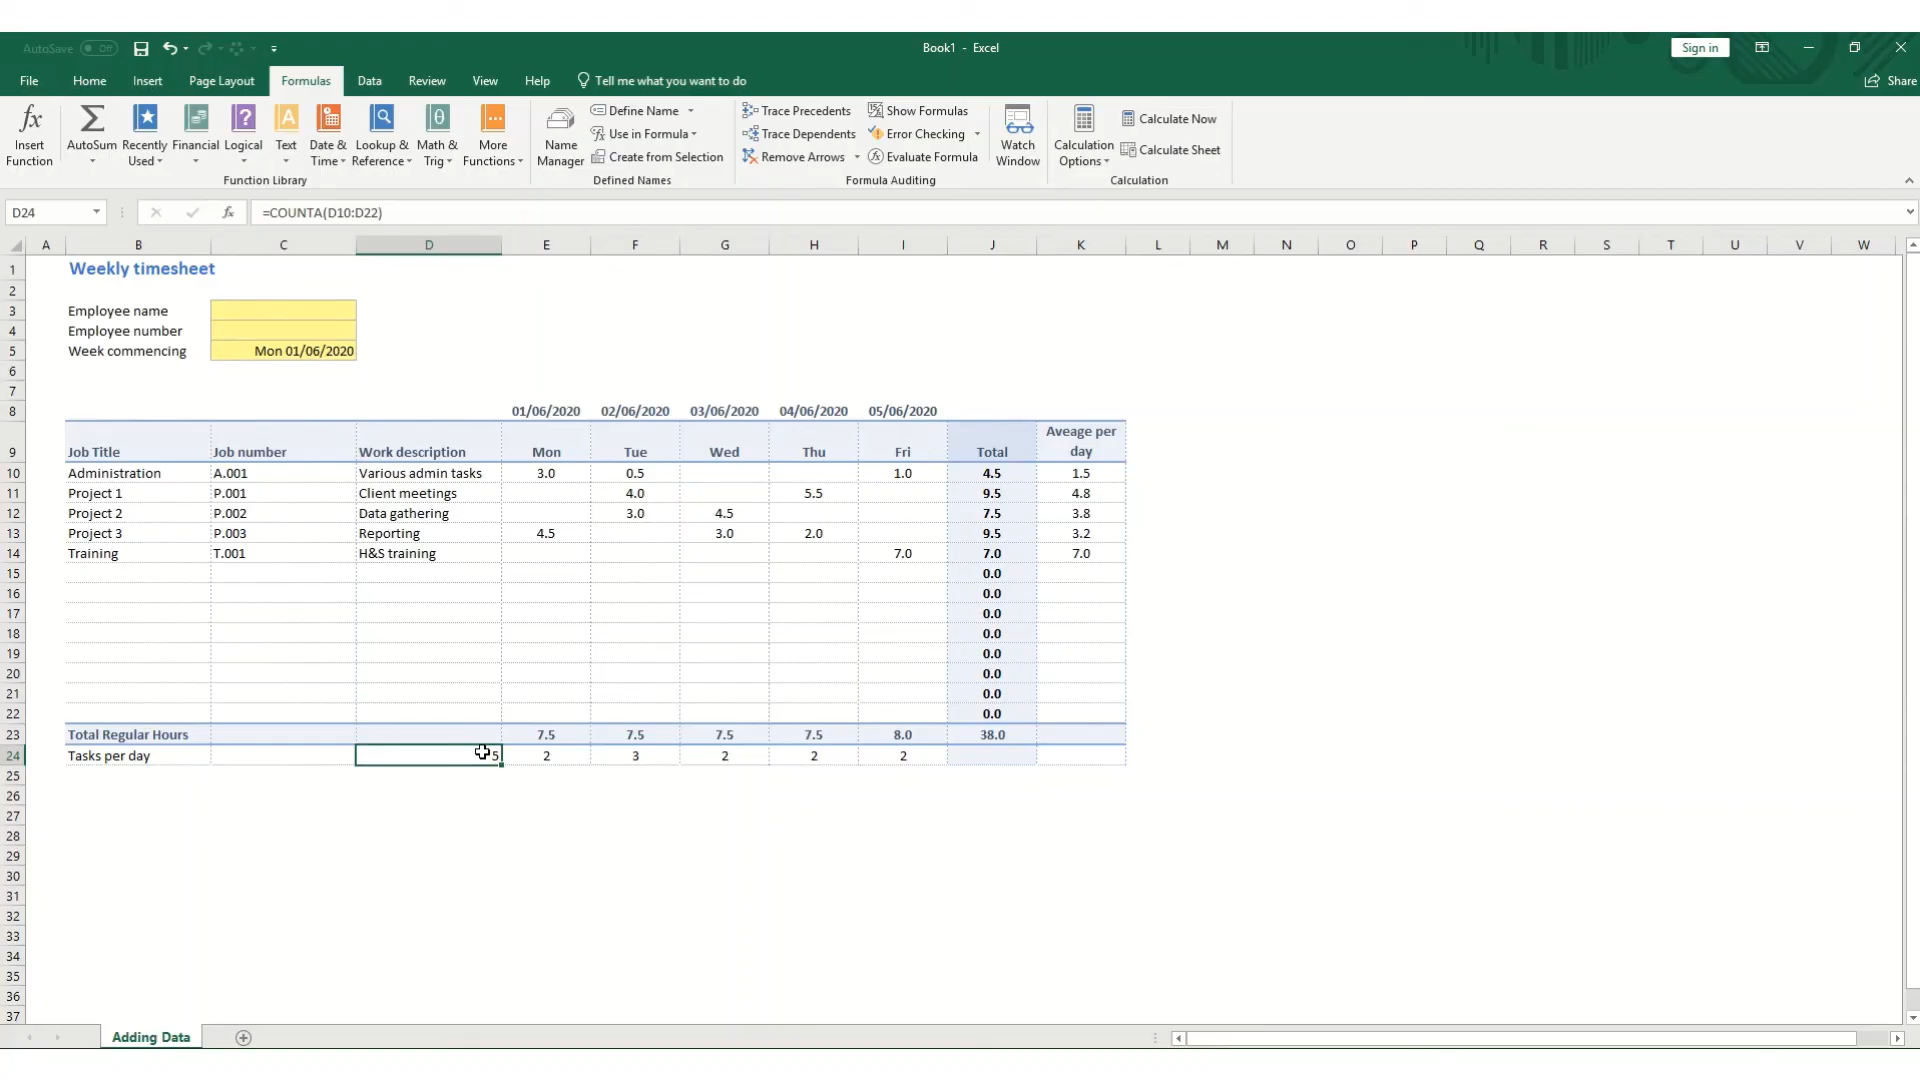 AutoSave Off
Book1 - Excel
Sign in
File Home Insert Page Layout Formulas Data Review View Help Tell me what you want to do
Share
fx Insert Function
AutoSum
Recently Used
Financial
Logical
Text
Date & Time
Lookup & Reference
Math & Trig
More Functions
Function Library
Name Manager
Define Name
Use in Formula
Create from Selection
Defined Names
Trace Precedents
Trace Dependents
Remove Arrows
Show Formulas
Error Checking
Evaluate Formula
Formula Auditing
Watch Window
Calculation Options
Calculate Now
Calculate Sheet
Calculation
D24 fx =COUNTA(D10:D22)
A B C D E F G H I J K L M N O P Q R S T U V W
1 Weekly timesheet
2
3 Employee name
4 Employee number
5 Week commencing Mon 01/06/2020
6
7
8 01/06/2020 02/06/2020 03/06/2020 04/06/2020 05/06/2020
9 Job Title Job number Work description Mon Tue Wed Thu Fri Total Aveage per day
10 Administration A.001 Various admin tasks 3.0 0.5 1.0 4.5 1.5
11 Project 1 P.001 Client meetings 4.0 5.5 9.5 4.8
12 Project 2 P.002 Data gathering 3.0 4.5 7.5 3.8
13 Project 3 P.003 Reporting 4.5 3.0 2.0 9.5 3.2
14 Training T.001 H&S training 7.0 7.0 7.0
15 0.0
16 0.0
17 0.0
18 0.0
19 0.0
20 0.0
21 0.0
22 0.0
23 Total Regular Hours 7.5 7.5 7.5 7.5 8.0 38.0
24 Tasks per day 5 2 3 2 2 2
25
26
27
28
29
30
31
32
33
34
35
36
37
Adding Data